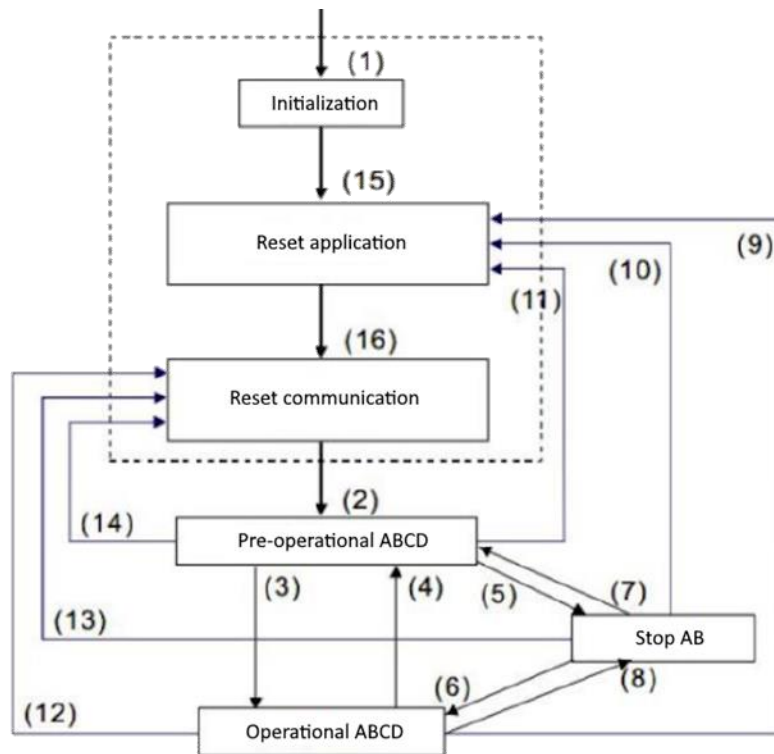 (1)
Initialization
(15)
Reset application
(9)
(10)
(11)
(16)
Reset communication
(2)
(14)
Pre-operational ABCD
(3)
(4)
(5)
(7)
(13)
Stop AB
(6)
(8)
(12)
Operational ABCD